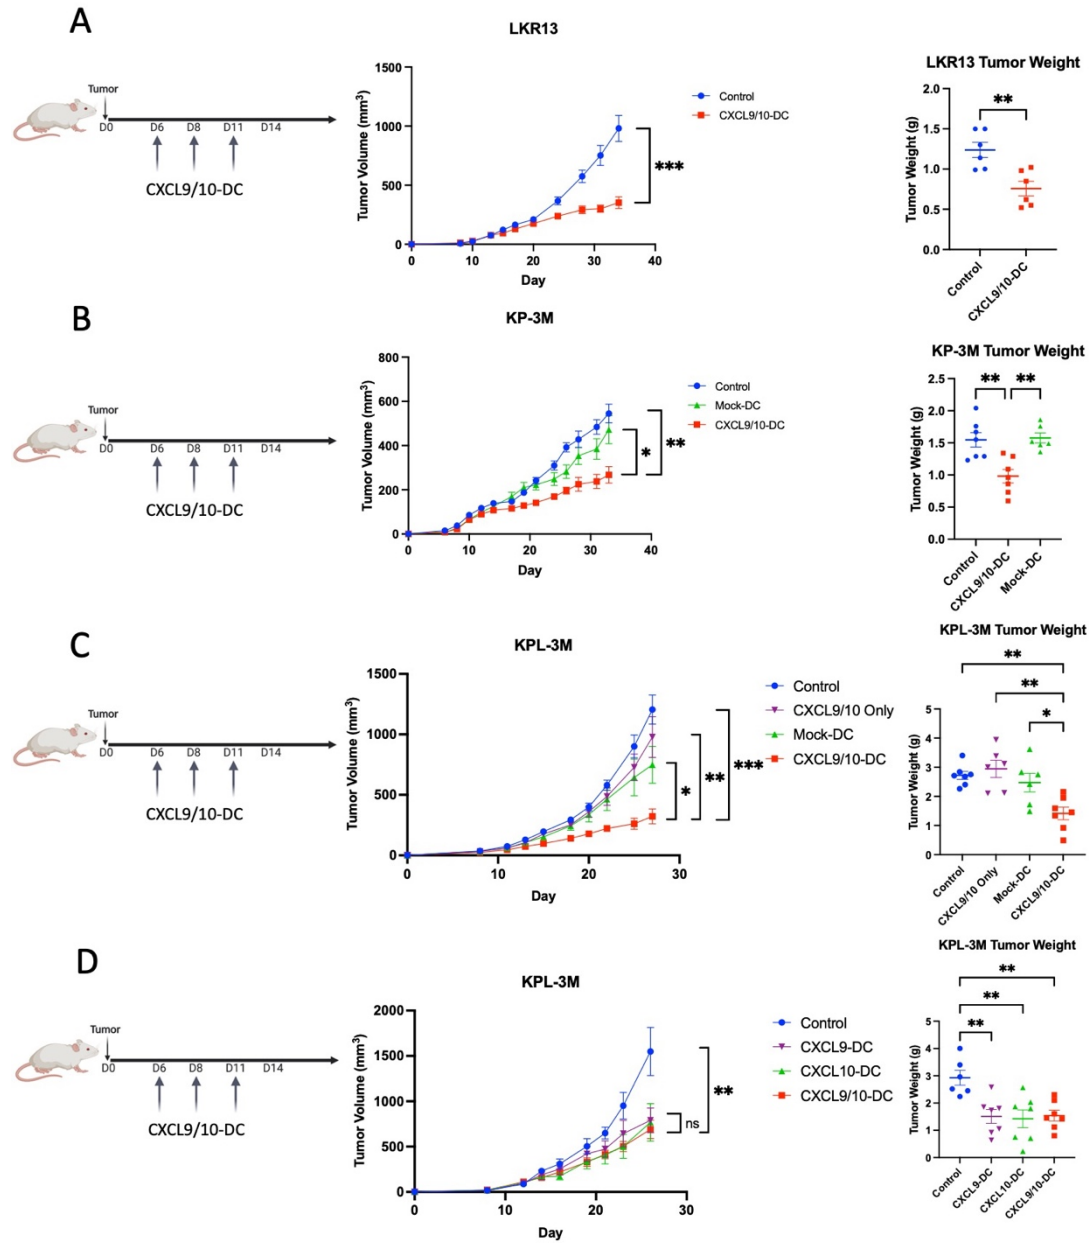 A
Tumor
D0 D6 D8 D11 D14
CXCL9/10-DC
LKR13
Tumor Volume (mm³)
1500
1000
500
0
0 10 20 30 40
Day
Control
CXCL9/10-DC
***
LKR13 Tumor Weight
Tumor Weight (g)
2.0
1.5
1.0
0.5
0.0
**
Control
CXCL9/10-DC
B
Tumor
D0 D6 D8 D11 D14
CXCL9/10-DC
KP-3M
Tumor Volume (mm³)
800
600
400
200
0
0 10 20 30 40
Day
Control
Mock-DC
CXCL9/10-DC
* **
KP-3M Tumor Weight
Tumor Weight (g)
2.5
2.0
1.5
1.0
0.5
0.0
** **
Control
CXCL9/10-DC
Mock-DC
C
Tumor
D0 D6 D8 D11 D14
CXCL9/10-DC
KPL-3M
Tumor Volume (mm³)
1500
1000
500
0
0 10 20 30
Day
Control
CXCL9/10 Only
Mock-DC
CXCL9/10-DC
* ** ***
KPL-3M Tumor Weight
Tumor Weight (g)
5
4
3
2
1
0
**
**
*
Control
CXCL9/10 Only
Mock-DC
CXCL9/10-DC
D
Tumor
D0 D6 D8 D11 D14
CXCL9/10-DC
KPL-3M
Tumor Volume (mm³)
2000
1500
1000
500
0
0 10 20 30
Day
Control
CXCL9-DC
CXCL10-DC
CXCL9/10-DC
ns **
KPL-3M Tumor Weight
Tumor Weight (g)
5
4
3
2
1
0
**
**
**
Control
CXCL9-DC
CXCL10-DC
CXCL9/10-DC